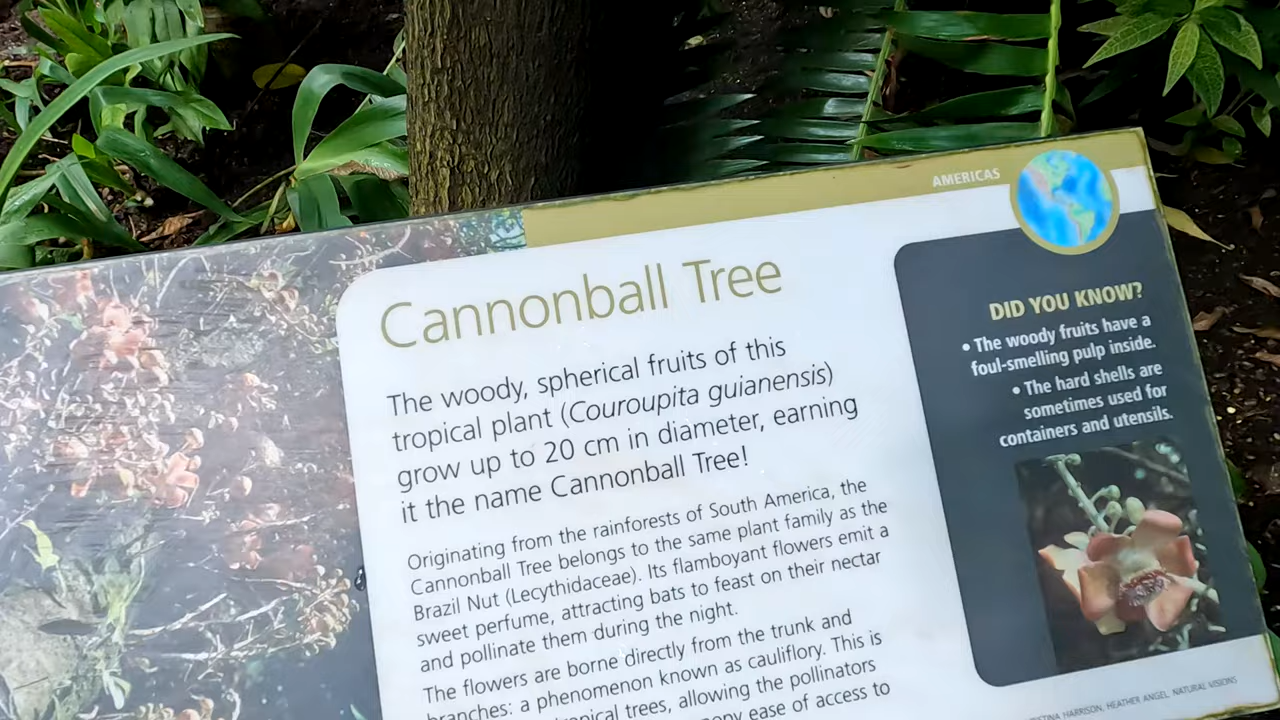 AMERICAS
Cannonball Tree
The woody, spherical fruits of this
tropical plant (Couroupita guianensis)
grow up to 20 cm in diameter, earning
it the name Cannonball Tree!
Originating from the rainforests of South America, the
Cannonball Tree belongs to the same plant family as the
Brazil Nut (Lecythidaceae). Its flamboyant flowers emit a
sweet perfume, attracting bats to feast on their nectar
and pollinate them during the night.
The flowers are borne directly from the trunk and
branches: a phenomenon known as cauliflory. This is
trees, allowing the pollinators
ease of access to
DID YOU KNOW?
• The woody fruits have a
foul-smelling pulp inside.
• The hard shells are
sometimes used for
containers and utensils.
HARRISON, HEATHER ANGEL NATURAL VISIONS